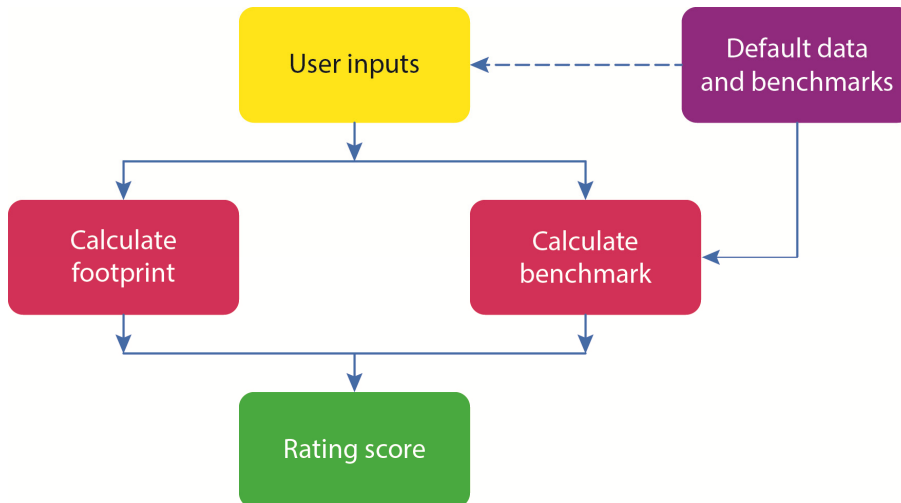 User inputs
Default data
and benchmarks
Calculate
footprint
Calculate
benchmark
Rating score